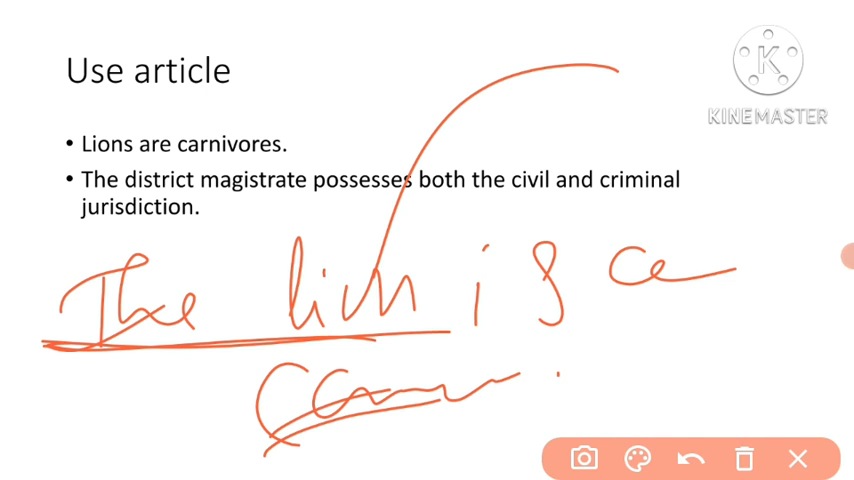 Use article
K
KINEMASTER
• Lions are carnivores.
• The district magistrate possesses both the civil and criminal
jurisdiction.
The lion is a